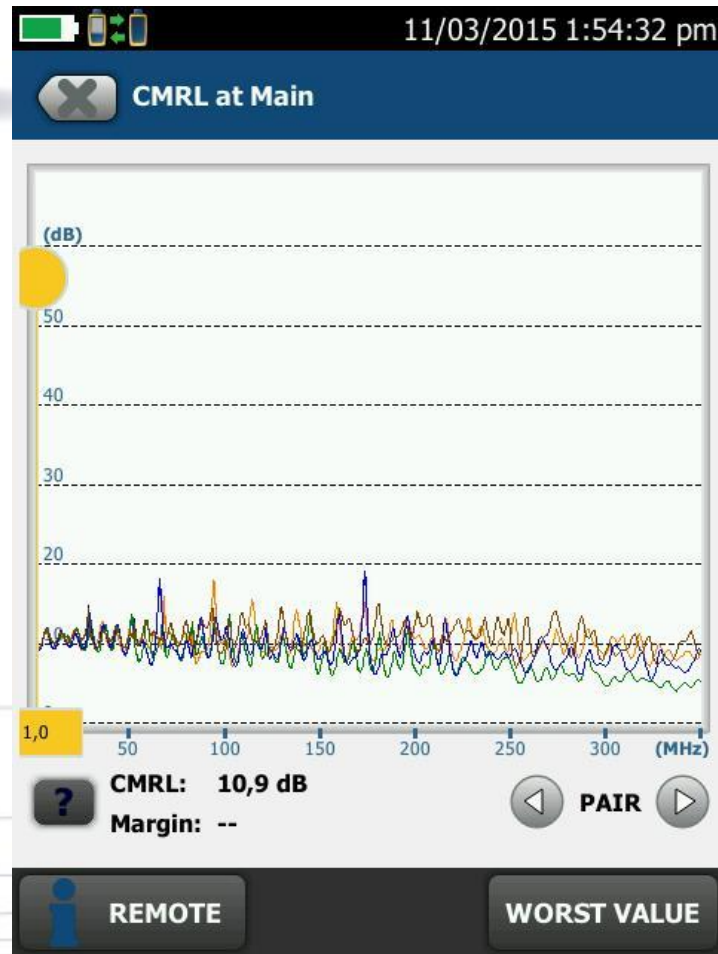 11/03/2015 1:54:32 pm
CMRL at Main
(dB)
50
40
30
20
1,0
50 100 150 200 250 300 (MHz)
CMRL: 10,9 dB
Margin: --
PAIR
?
REMOTE
WORST VALUE